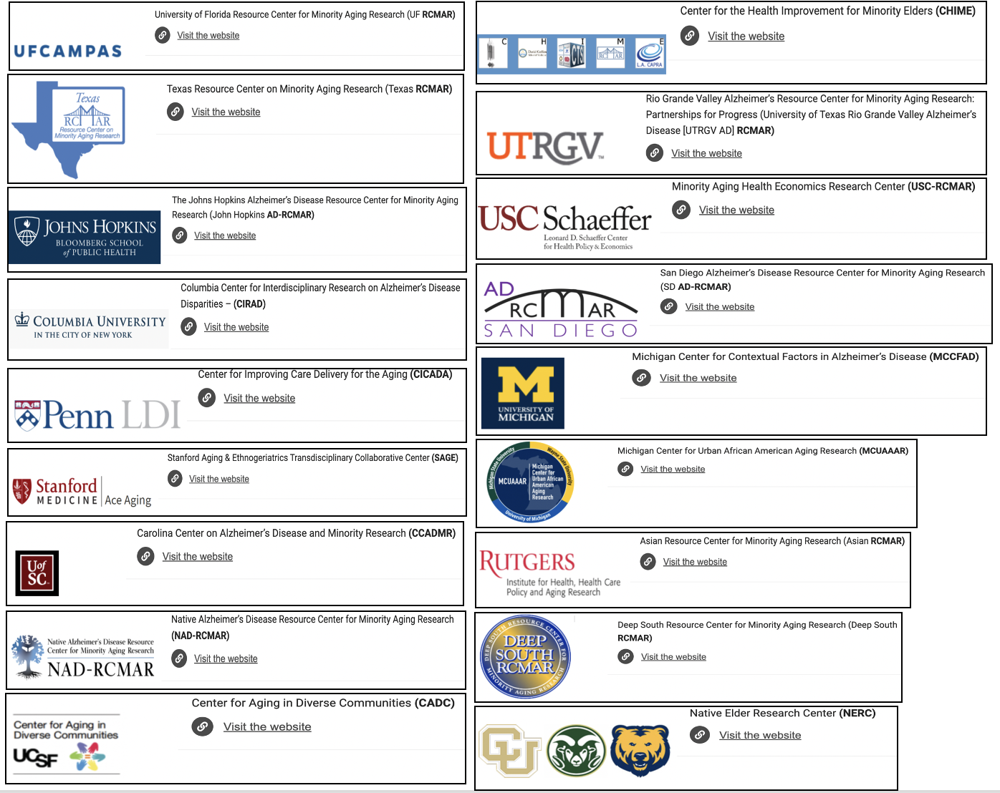 UFCAMPAS
University of Florida Resource Center for Minority Aging Research (UF RCMAR)
Visit the website
Texas
RCMAR
Resource Center on
Minority Aging Research
Texas Resource Center on Minority Aging Research (Texas RCMAR)
Visit the website
JOHNS HOPKINS
BLOOMBERG SCHOOL
of PUBLIC HEALTH
The Johns Hopkins Alzheimer's Disease Resource Center for Minority Aging
Research (John Hopkins AD-RCMAR)
Visit the website
COLUMBIA UNIVERSITY
IN THE CITY OF NEW YORK
Columbia Center for Interdisciplinary Research on Alzheimer's Disease
Disparities – (CIRAD)
Visit the website
Penn LDI
Center for Improving Care Delivery for the Aging (CICADA)
Visit the website
Stanford
MEDICINE | Ace Aging
Stanford Aging & Ethnogeriatrics Transdisciplinary Collaborative Center (SAGE)
Visit the website
U of
SC
Carolina Center on Alzheimer's Disease and Minority Research (CCADMR)
Visit the website
Native Alzheimer's Disease Resource
Center for Minority Aging Research
NAD-RCMAR
Native Alzheimer's Disease Resource Center for Minority Aging Research
(NAD-RCMAR)
Visit the website
Center for Aging in
Diverse Communities
UCSF
Center for Aging in Diverse Communities (CADC)
Visit the website
C H I M E
CTS
RCMAR
L.A. CAPRA
Center for the Health Improvement for Minority Elders (CHIME)
Visit the website
UTRGV™
Rio Grande Valley Alzheimer's Resource Center for Minority Aging Research:
Partnerships for Progress (University of Texas Rio Grande Valley Alzheimer's
Disease [UTRGV AD] RCMAR)
Visit the website
USC Schaeffer
Leonard D. Schaeffer Center
for Health Policy & Economics
Minority Aging Health Economics Research Center (USC-RCMAR)
Visit the website
AD
RCMAR
SAN DIEGO
San Diego Alzheimer's Disease Resource Center for Minority Aging Research
(SD AD-RCMAR)
Visit the website
M
UNIVERSITY OF
MICHIGAN
Michigan Center for Contextual Factors in Alzheimer's Disease (MCCFAD)
Visit the website
Michigan State University
Wayne State University
University of Michigan
MCUAAAR
Michigan
Center for
Urban African
American
Aging
Research
Michigan Center for Urban African American Aging Research (MCUAAAR)
Visit the website
RUTGERS
Institute for Health, Health Care
Policy and Aging Research
Asian Resource Center for Minority Aging Research (Asian RCMAR)
Visit the website
DEEP SOUTH RESOURCE CENTER FOR
MINORITY AGING RESEARCH
DEEP
SOUTH
RCMAR
Deep South Resource Center for Minority Aging Research (Deep South
RCMAR)
Visit the website
CU
Native Elder Research Center (NERC)
Visit the website